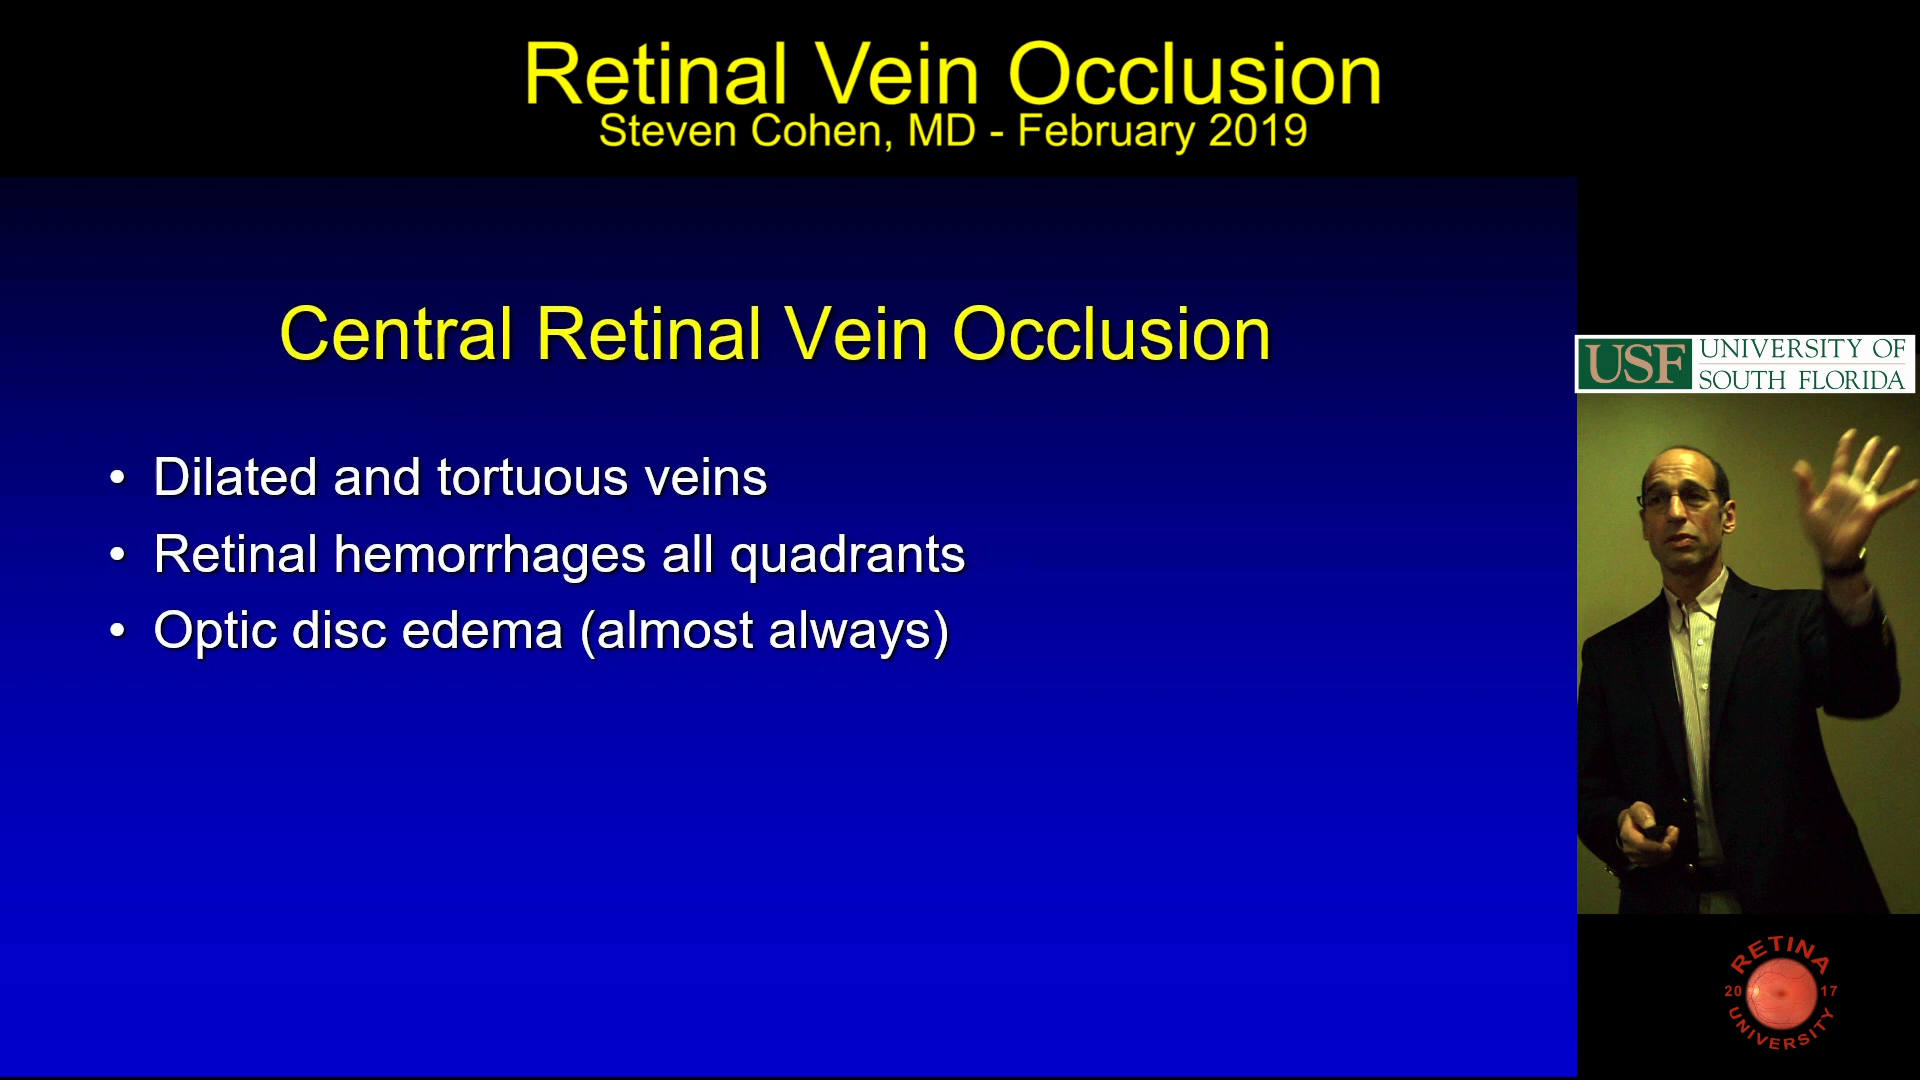 Retinal Vein Occlusion
Steven Cohen, MD - February 2019
Central Retinal Vein Occlusion
• Dilated and tortuous veins
• Retinal hemorrhages all quadrants
• Optic disc edema (almost always)
USF UNIVERSITY OF
SOUTH FLORIDA
RETINA
20 17
UNIVERSITY